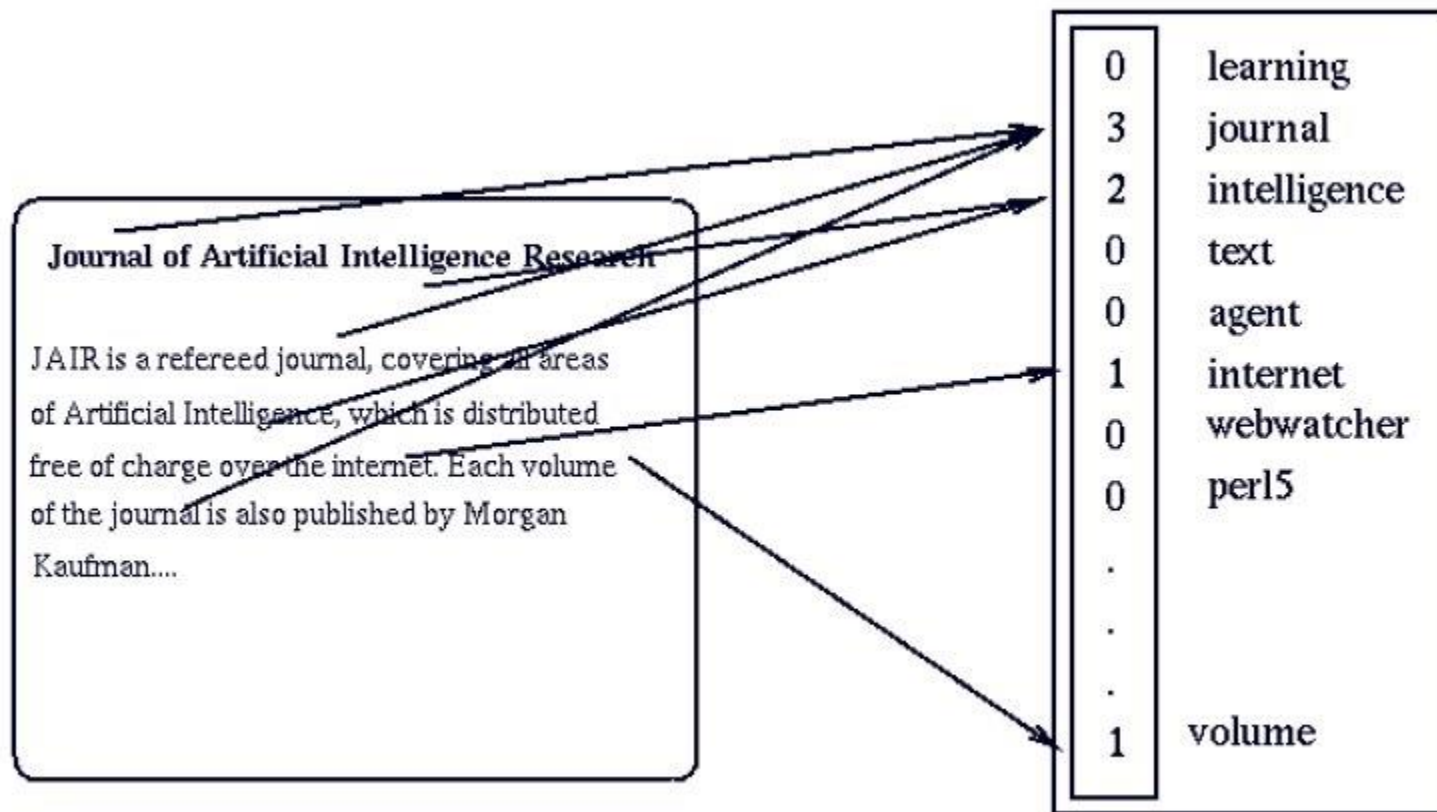 Journal of Artificial Intelligence Research
JAIR is a refereed journal, covering all areas
of Artificial Intelligence, which is distributed
free of charge over the internet. Each volume
of the journal is also published by Morgan
Kaufman....
0 learning
3 journal
2 intelligence
0 text
0 agent
1 internet
0 webwatcher
0 perl5
.
.
.
1 volume